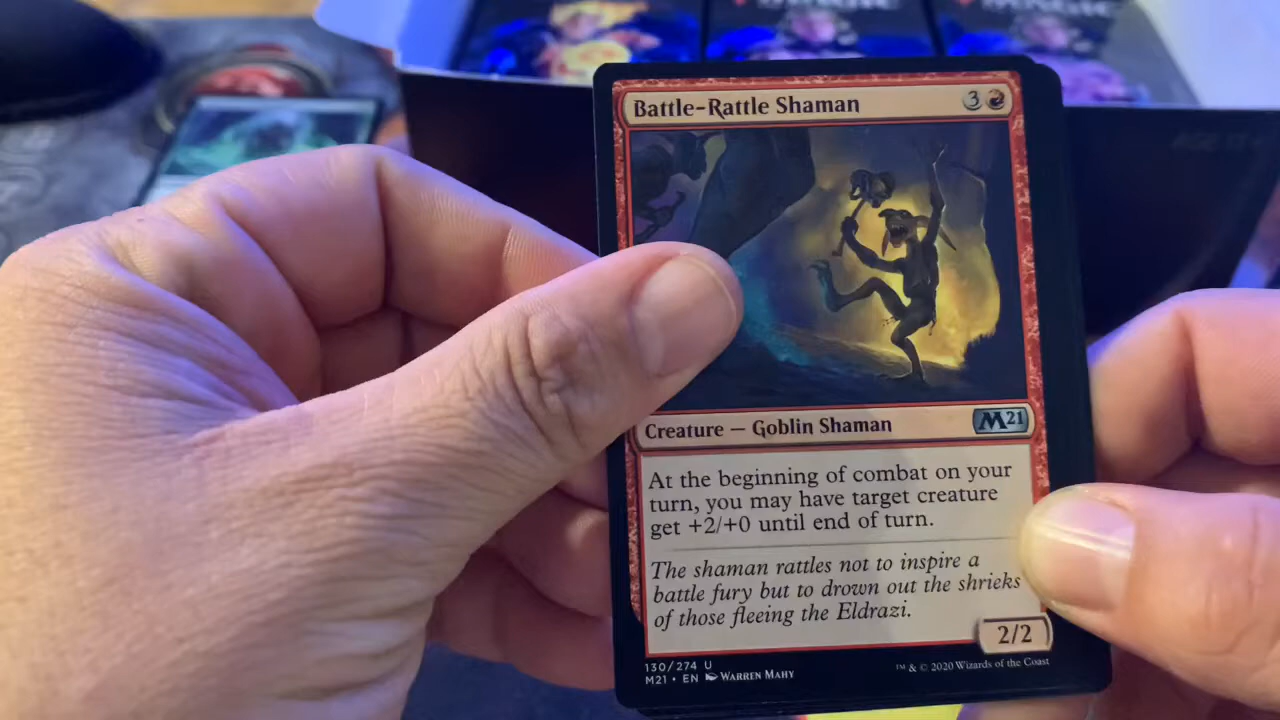 Battle-Rattle Shaman 3
Creature — Goblin Shaman M21
At the beginning of combat on your
turn, you may have target creature
get +2/+0 until end of turn.
The shaman rattles not to inspire a
battle fury but to drown out the shrieks
of those fleeing the Eldrazi.
2/2
130/274 U
M21 • EN Warren Mahy
™ & © 2020 Wizards of the Coast